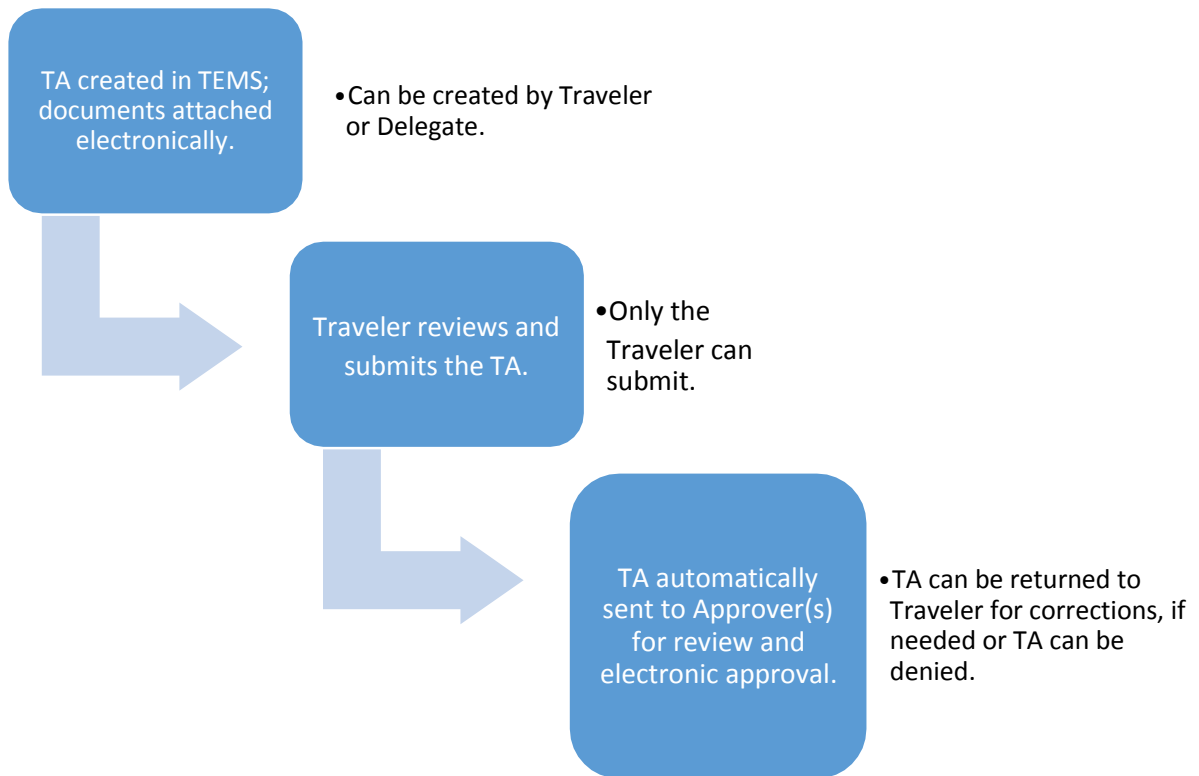 TA created in TEMS;
documents attached
electronically.
•Can be created by Traveler
or Delegate.
Traveler reviews and
submits the TA.
•Only the
Traveler can
submit.
TA automatically
sent to Approver(s)
for review and
electronic approval.
•TA can be returned to
Traveler for corrections, if
needed or TA can be
denied.